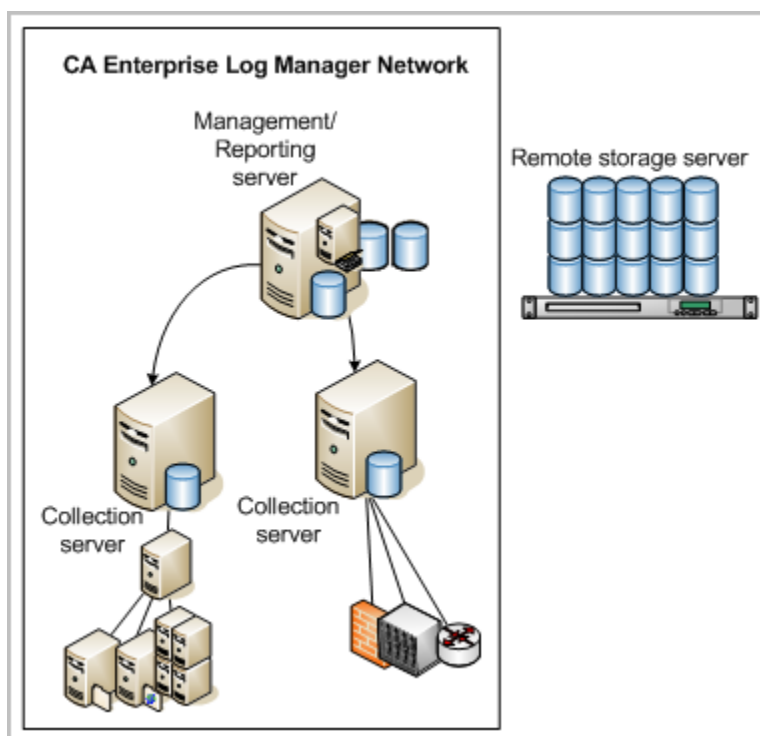 CA Enterprise Log Manager Network
Management/
Reporting
server
Remote storage server
Collection
server
Collection
server